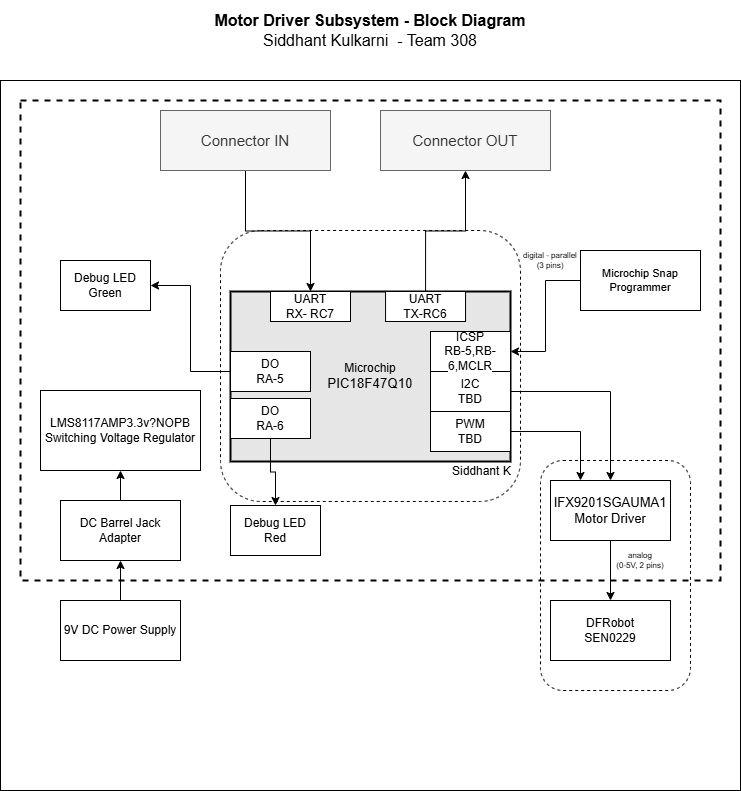 Motor Driver Subsystem - Block Diagram
Siddhant Kulkarni - Team 308
Connector IN
Connector OUT
digital - parallel
(3 pins)
Microchip Snap
Programmer
Debug LED
Green
UART
RX- RC7
UART
TX-RC6
ICSP
RB-5,RB-
6,MCLR
DO
RA-5
Microchip
PIC18F47Q10
I2C
TBD
DO
RA-6
PWM
TBD
LMS8117AMP3.3v?NOPB
Switching Voltage Regulator
Siddhant K
IFX9201SGAUMA1
Motor Driver
DC Barrel Jack
Adapter
Debug LED
Red
analog
(0-5V, 2 pins)
9V DC Power Supply
DFRobot
SEN0229